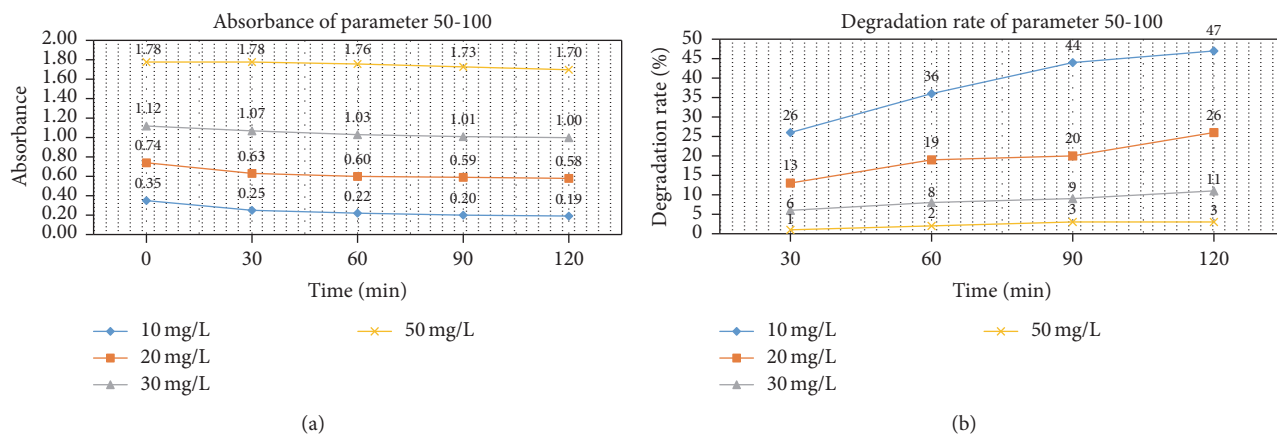 Absorbance of parameter 50-100
2.00
1.80
1.60
1.40
1.20
1.00
0.80
0.60
0.40
0.20
0.00
Absorbance
1.78 1.78 1.76 1.73 1.70
1.12 1.07 1.03 1.01 1.00
0.74 0.63 0.60 0.59 0.58
0.35 0.25 0.22 0.20 0.19
0 30 60 90 120
Time (min)
10 mg/L
20 mg/L
30 mg/L
50 mg/L
(a)
Degradation rate of parameter 50-100
50
45
40
35
30
25
20
15
10
5
0
Degradation rate (%)
26 36 44 47
13 19 20 26
6 8 9 11
1 2 3 3
30 60 90 120
Time (min)
10 mg/L
20 mg/L
30 mg/L
50 mg/L
(b)